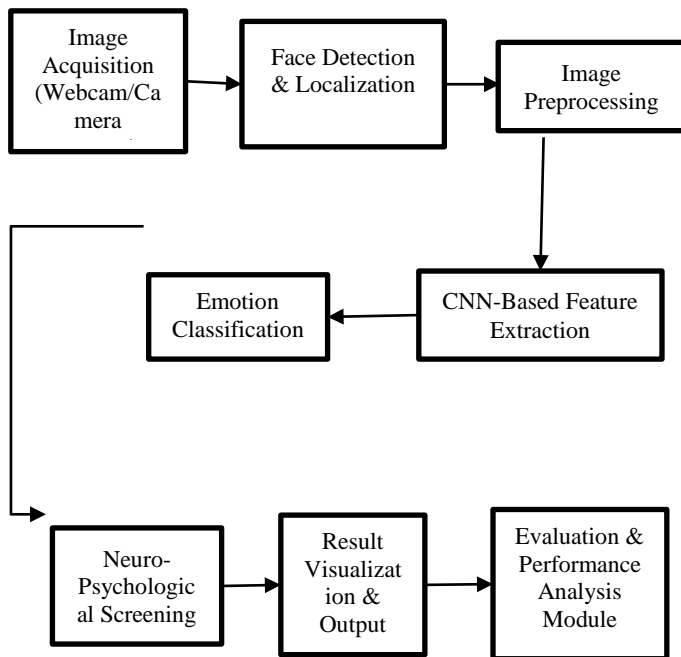 Image
Acquisition
(Webcam/Ca
mera
Face Detection
& Localization
Image
Preprocessing
CNN-Based Feature
Extraction
Emotion
Classification
Neuro-
Psychologic
al Screening
Result
Visualizat
ion &
Output
Evaluation &
Performance
Analysis
Module